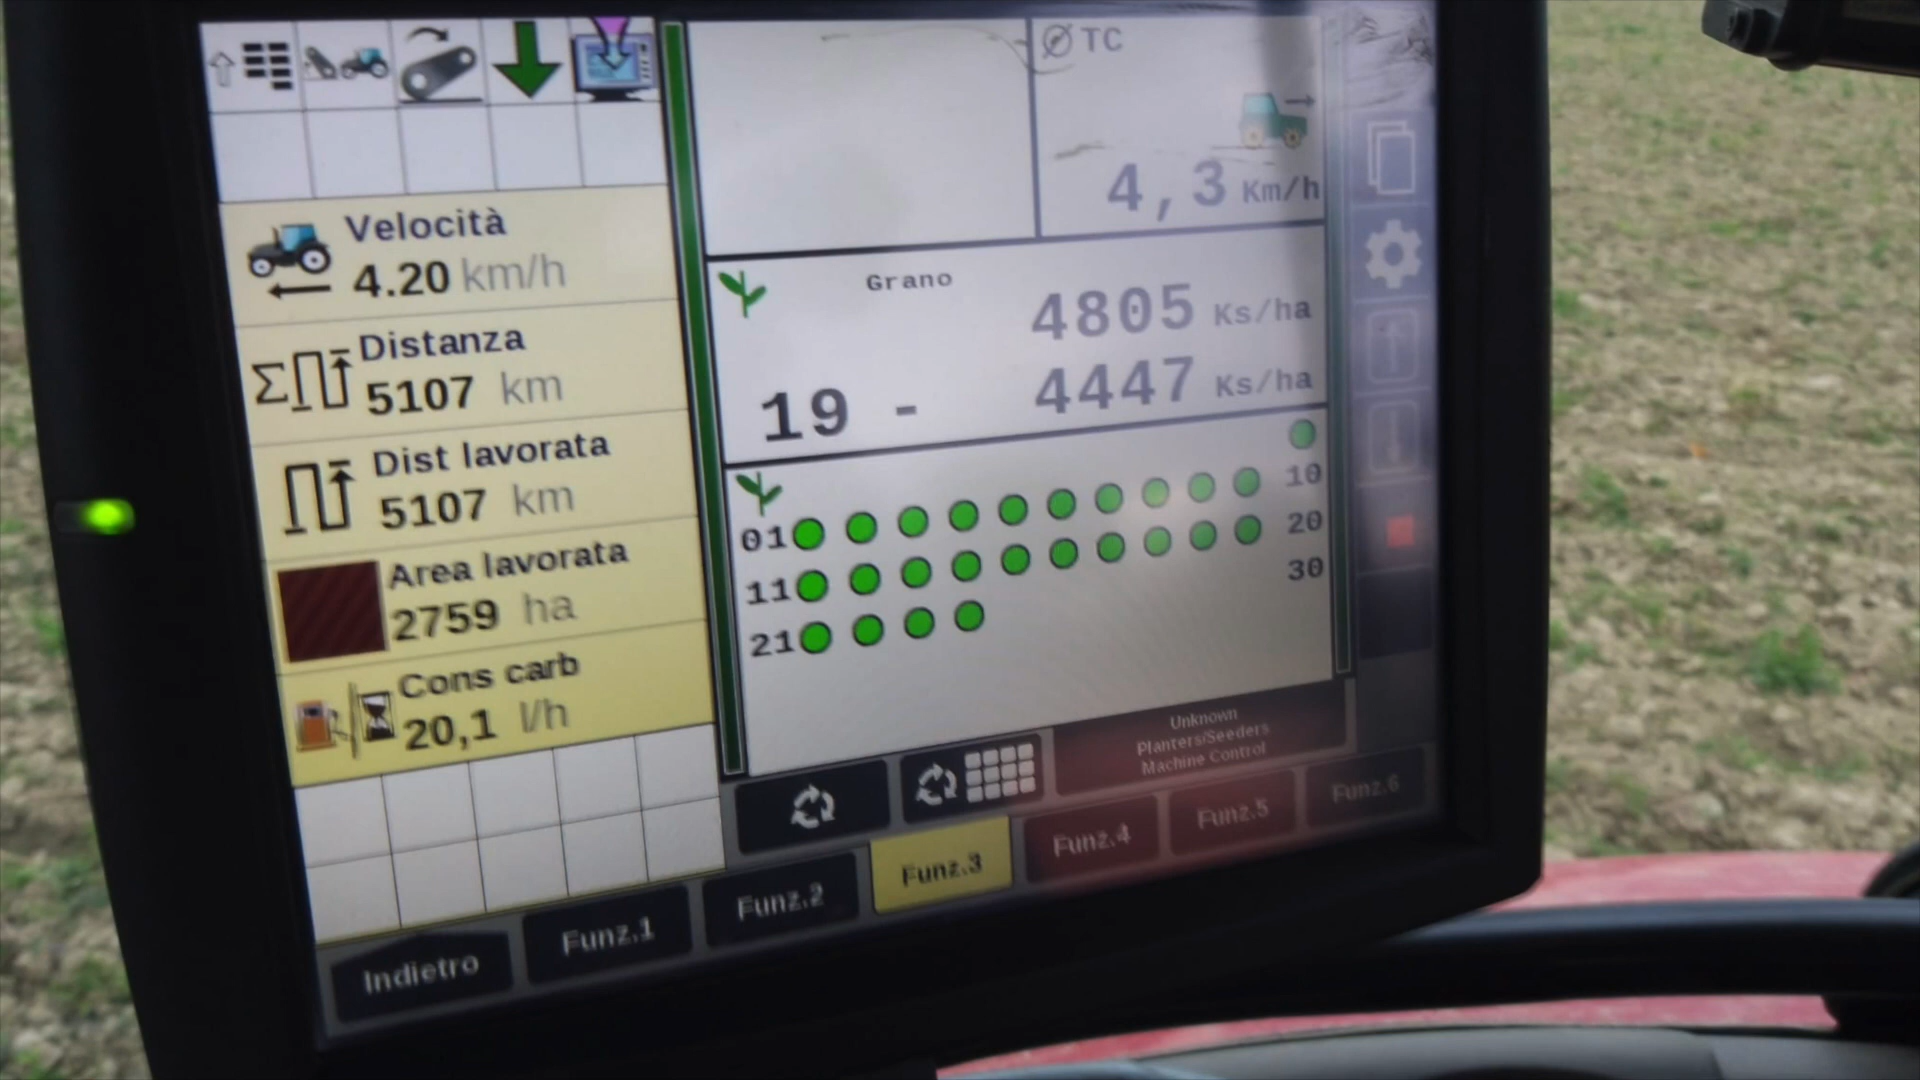 Velocità
4.20 km/h
Distanza
5107 km
Dist lavorata
5107 km
Area lavorata
2759 ha
Cons carb
20,1 l/h
TC
4,3 Km/h
Grano
4805 Ks/ha
19 - 4447 Ks/ha
01 10
11 20
21 30
Unknown
Planters/Seeders
Machine Control
Indietro Funz.1 Funz.2 Funz.3 Funz.4 Funz.5 Funz.6